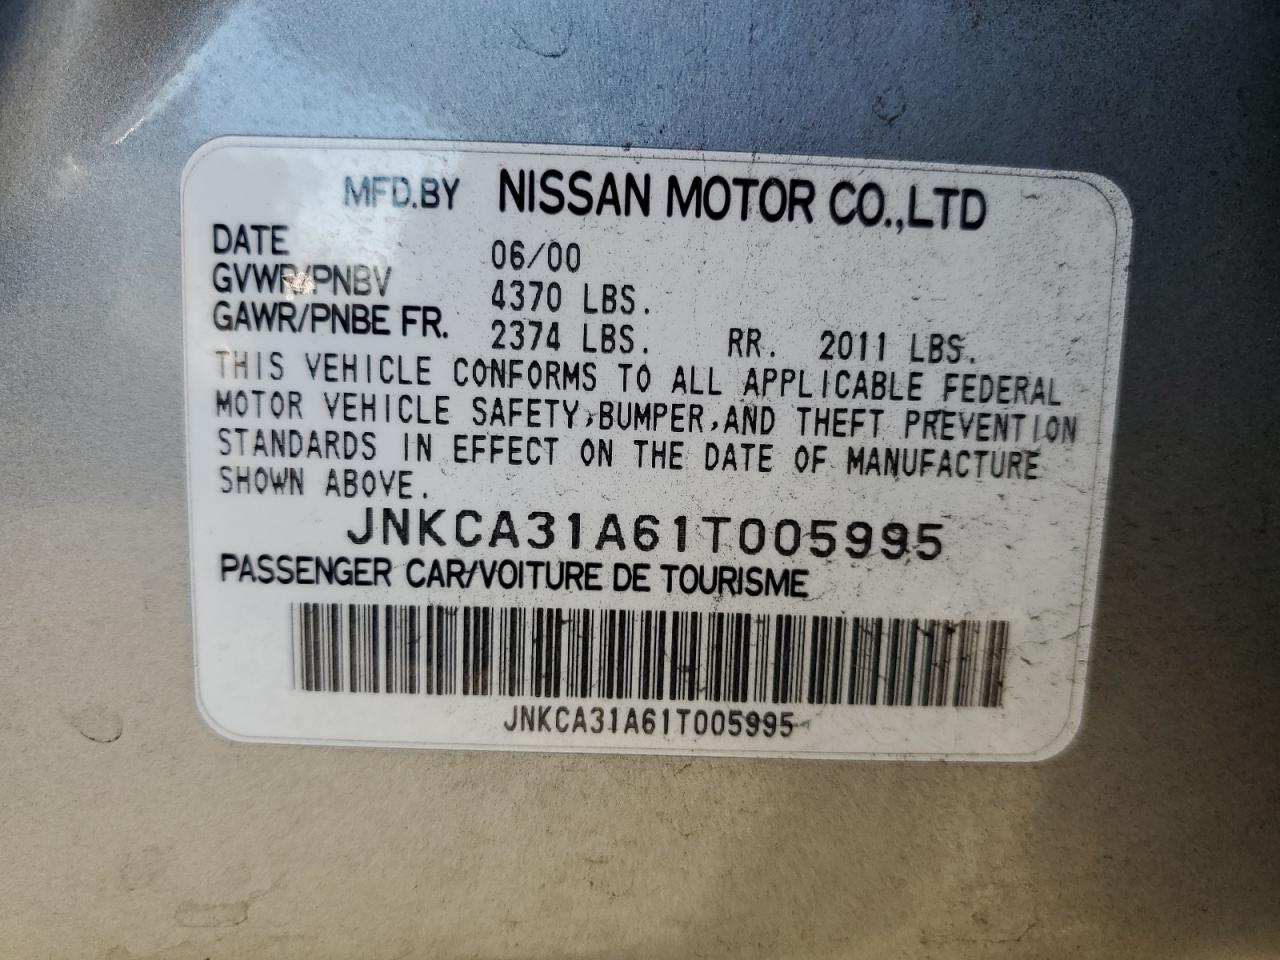 MFD.BY NISSAN MOTOR CO.,LTD
DATE 06/00
GVWR/PNBV 4370 LBS.
GAWR/PNBE FR. 2374 LBS. RR. 2011 LBS.
THIS VEHICLE CONFORMS TO ALL APPLICABLE FEDERAL
MOTOR VEHICLE SAFETY,BUMPER,AND THEFT PREVENTION
STANDARDS IN EFFECT ON THE DATE OF MANUFACTURE
SHOWN ABOVE.
JNKCA31A61T005995
PASSENGER CAR/VOITURE DE TOURISME
JNKCA31A61T005995